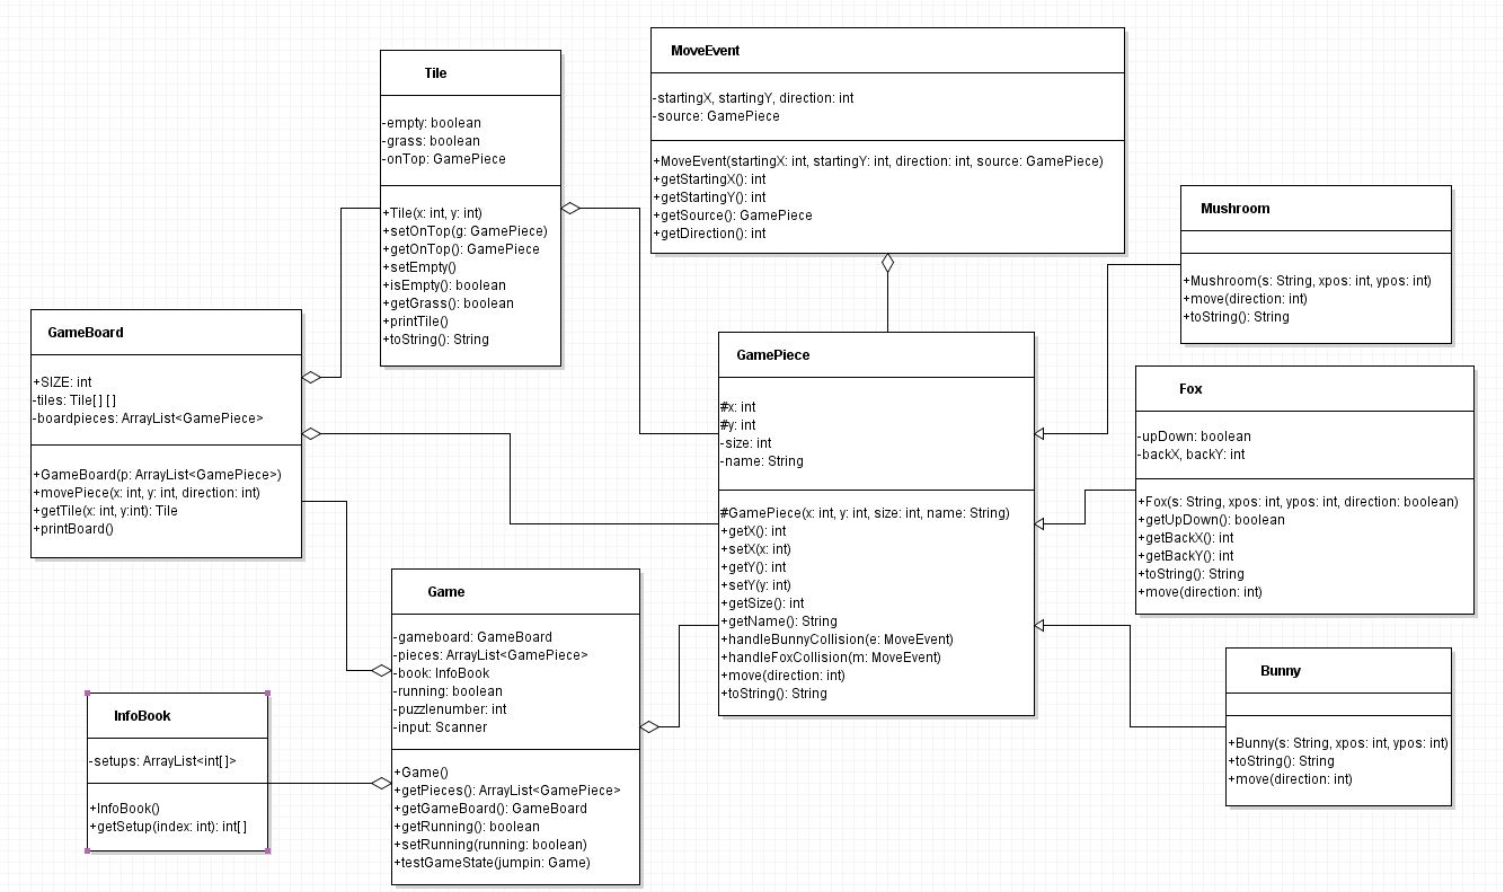 Tile
-empty: boolean
-grass: boolean
-onTop: GamePiece
+Tile(x: int, y: int)
+setOnTop(g: GamePiece)
+getOnTop(): GamePiece
+setEmpty()
+isEmpty(): boolean
+getGrass(): boolean
+printTile()
+toString(): String
MoveEvent
-startingX, startingY, direction: int
-source: GamePiece
+MoveEvent(startingX: int, startingY: int, direction: int, source: GamePiece)
+getStartingX(): int
+getStartingY(): int
+getSource(): GamePiece
+getDirection(): int
Mushroom
+Mushroom(s: String, xpos: int, ypos: int)
+move(direction: int)
+toString(): String
GameBoard
+SIZE: int
-tiles: Tile[ ] [ ]
-boardpieces: ArrayList<GamePiece>
+GameBoard(p: ArrayList<GamePiece>)
+movePiece(x: int, y: int, direction: int)
+getTile(x: int, y:int): Tile
+printBoard()
GamePiece
#x: int
#y: int
-size: int
-name: String
#GamePiece(x: int, y: int, size: int, name: String)
+getX(): int
+setX(x: int)
+getY(): int
+setY(y: int)
+getSize(): int
+getName(): String
+handleBunnyCollision(e: MoveEvent)
+handleFoxCollision(m: MoveEvent)
+move(direction: int)
+toString(): String
Fox
-upDown: boolean
-backX, backY: int
+Fox(s: String, xpos: int, ypos: int, direction: boolean)
+getUpDown(): boolean
+getBackX(): int
+getBackY(): int
+toString(): String
+move(direction: int)
Game
-gameboard: GameBoard
-pieces: ArrayList<GamePiece>
-book: InfoBook
-running: boolean
-puzzlenumber: int
-input: Scanner
+Game()
+getPieces(): ArrayList<GamePiece>
+getGameBoard(): GameBoard
+getRunning(): boolean
+setRunning(running: boolean)
+testGameState(jumpin: Game)
Bunny
+Bunny(s: String, xpos: int, ypos: int)
+toString(): String
+move(direction: int)
InfoBook
-setups: ArrayList<int[ ]>
+InfoBook()
+getSetup(index: int): int[ ]